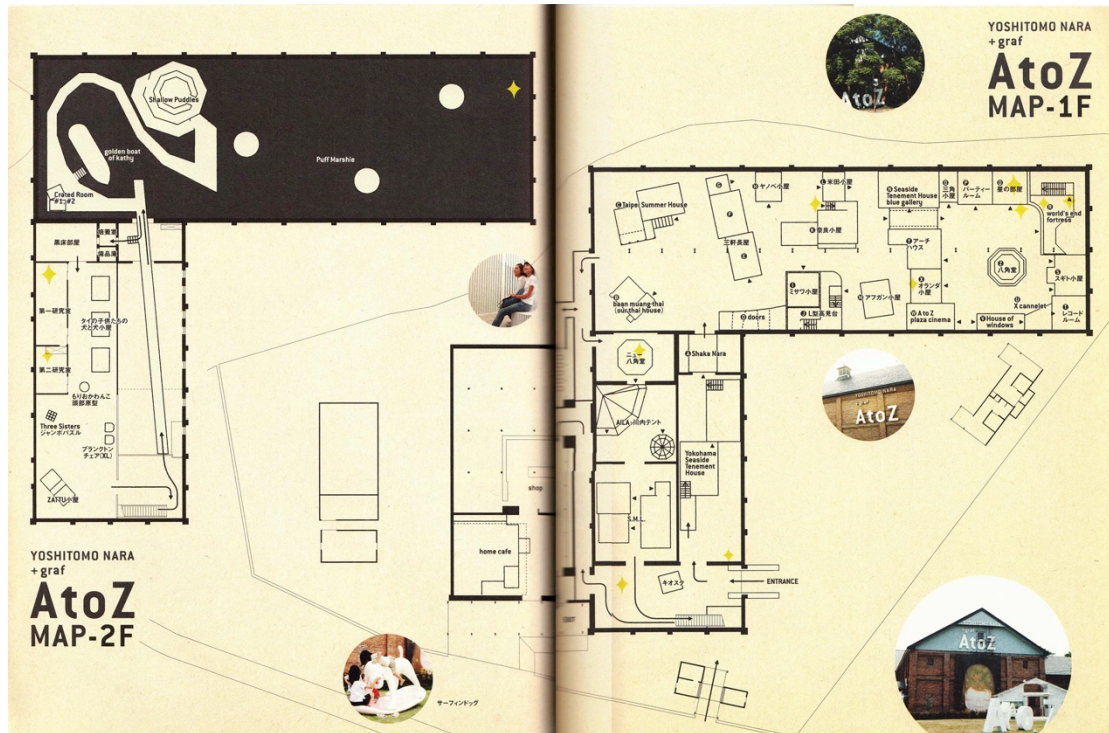 YOSHITOMO NARA
+graf
AtoZ
MAP-2F
Shallow Puddles
golden boat
of kathy
Crated Room
#1, #2
Puff Marshie
黒床部屋
備品庫
第一研究室
タイの子供たちの
犬と犬小屋
第二研究室
もりおかわんこ
頭部原型
Three Sisters
ジャンボパズル
プランクトン
チェア(XL)
ZAITU小屋
サーフィンドッグ
shop
home cafe
YOSHITOMO NARA
+graf
AtoZ
MAP-1F
AtoZ
Taipei Summer House
G
F
三軒長屋
E
ヤノベ小屋
米田小屋
奈良小屋
Seaside
Tenement House
blue gallery
三角
小屋
パーティー
ルーム
星の部屋
world's end
fortress
アーチ
ハウス
八角堂
スギト小屋
オランダ
小屋
X cannelet
レコード
ルーム
baan muang thai
(our thai house)
doors
ミサワ小屋
L型高見台
アフガン小屋
AtoZ
plaza cinema
House of
windows
ニュー
八角堂
Shaka Nara
AILA+川内テント
Yokohama
Seaside
Tenement
House
S.M.L.
キオスク
ENTRANCE
YOSHITOMO NARA
AtoZ
AtoZ